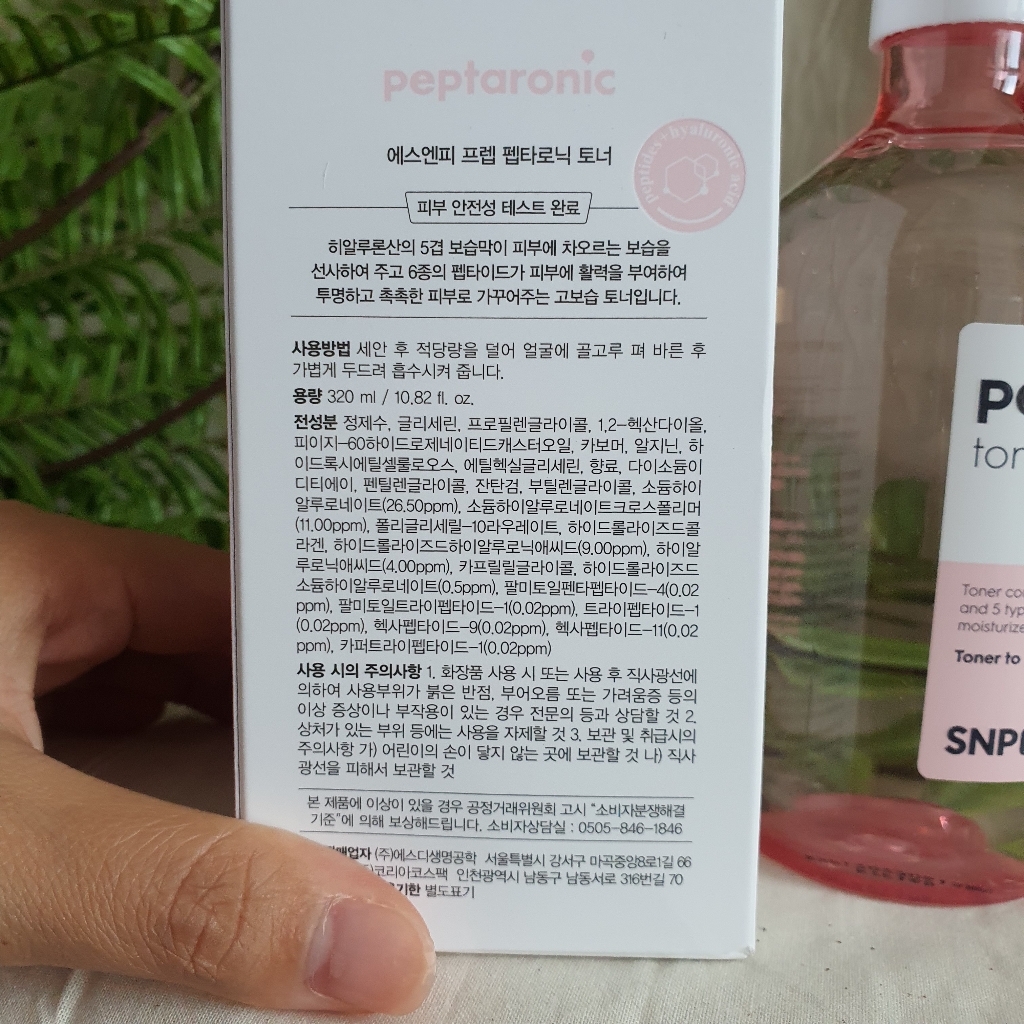 peptaronic
에스엔피 프렙 펩타로닉 토너
peptides+hyaluronic acid
피부 안전성 테스트 완료
히알루론산의 5겹 보습막이 피부에 차오르는 보습을
선사하여 주고 6종의 펩타이드가 피부에 활력을 부여하여
투명하고 촉촉한 피부로 가꾸어주는 고보습 토너입니다.
사용방법 세안 후 적당량을 덜어 얼굴에 골고루 펴 바른 후
가볍게 두드려 흡수시켜 줍니다.
용량 320 ml / 10.82 fl. oz.
전성분 정제수, 글리세린, 프로필렌글라이콜, 1,2-헥산다이올,
피이지-60하이드로제네이티드캐스터오일, 카보머, 알지닌, 하
이드록시에틸셀룰로오스, 에틸헥실글리세린, 향료, 다이소듐이
디티에이, 펜틸렌글라이콜, 잔탄검, 부틸렌글라이콜, 소듐하이
알루로네이트(26.50ppm), 소듐하이알루로네이트크로스폴리머
(11.00ppm), 폴리글리세릴-10라우레이트, 하이드롤라이즈드콜
라겐, 하이드롤라이즈드하이알루로닉애씨드(9.00ppm), 하이알
루로닉애씨드(4.00ppm), 카프릴릴글라이콜, 하이드롤라이즈드
소듐하이알루로네이트(0.5ppm), 팔미토일펜타펩타이드-4(0.02
ppm), 팔미토일트라이펩타이드-1(0.02ppm), 트라이펩타이드-1
(0.02ppm), 헥사펩타이드-9(0.02ppm), 헥사펩타이드-11(0.02
ppm), 카퍼트라이펩타이드-1(0.02ppm)
사용 시의 주의사항 1. 화장품 사용 시 또는 사용 후 직사광선에
의하여 사용부위가 붉은 반점, 부어오름 또는 가려움증 등의
이상 증상이나 부작용이 있는 경우 전문의 등과 상담할 것 2.
상처가 있는 부위 등에는 사용을 자제할 것 3. 보관 및 취급시의
주의사항 가) 어린이의 손이 닿지 않는 곳에 보관할 것 나) 직사
광선을 피해서 보관할 것
본 제품에 이상이 있을 경우 공정거래위원회 고시 "소비자분쟁해결
기준"에 의해 보상해드립니다. 소비자상담실 : 0505-846-1846
(주)에스디생명공학 서울특별시 강서구 마곡중앙8로1길 66
코리아코스팩 인천광역시 남동구 남동서로 316번길 70
별도표기
Toner
and 5
Toner to
SNP